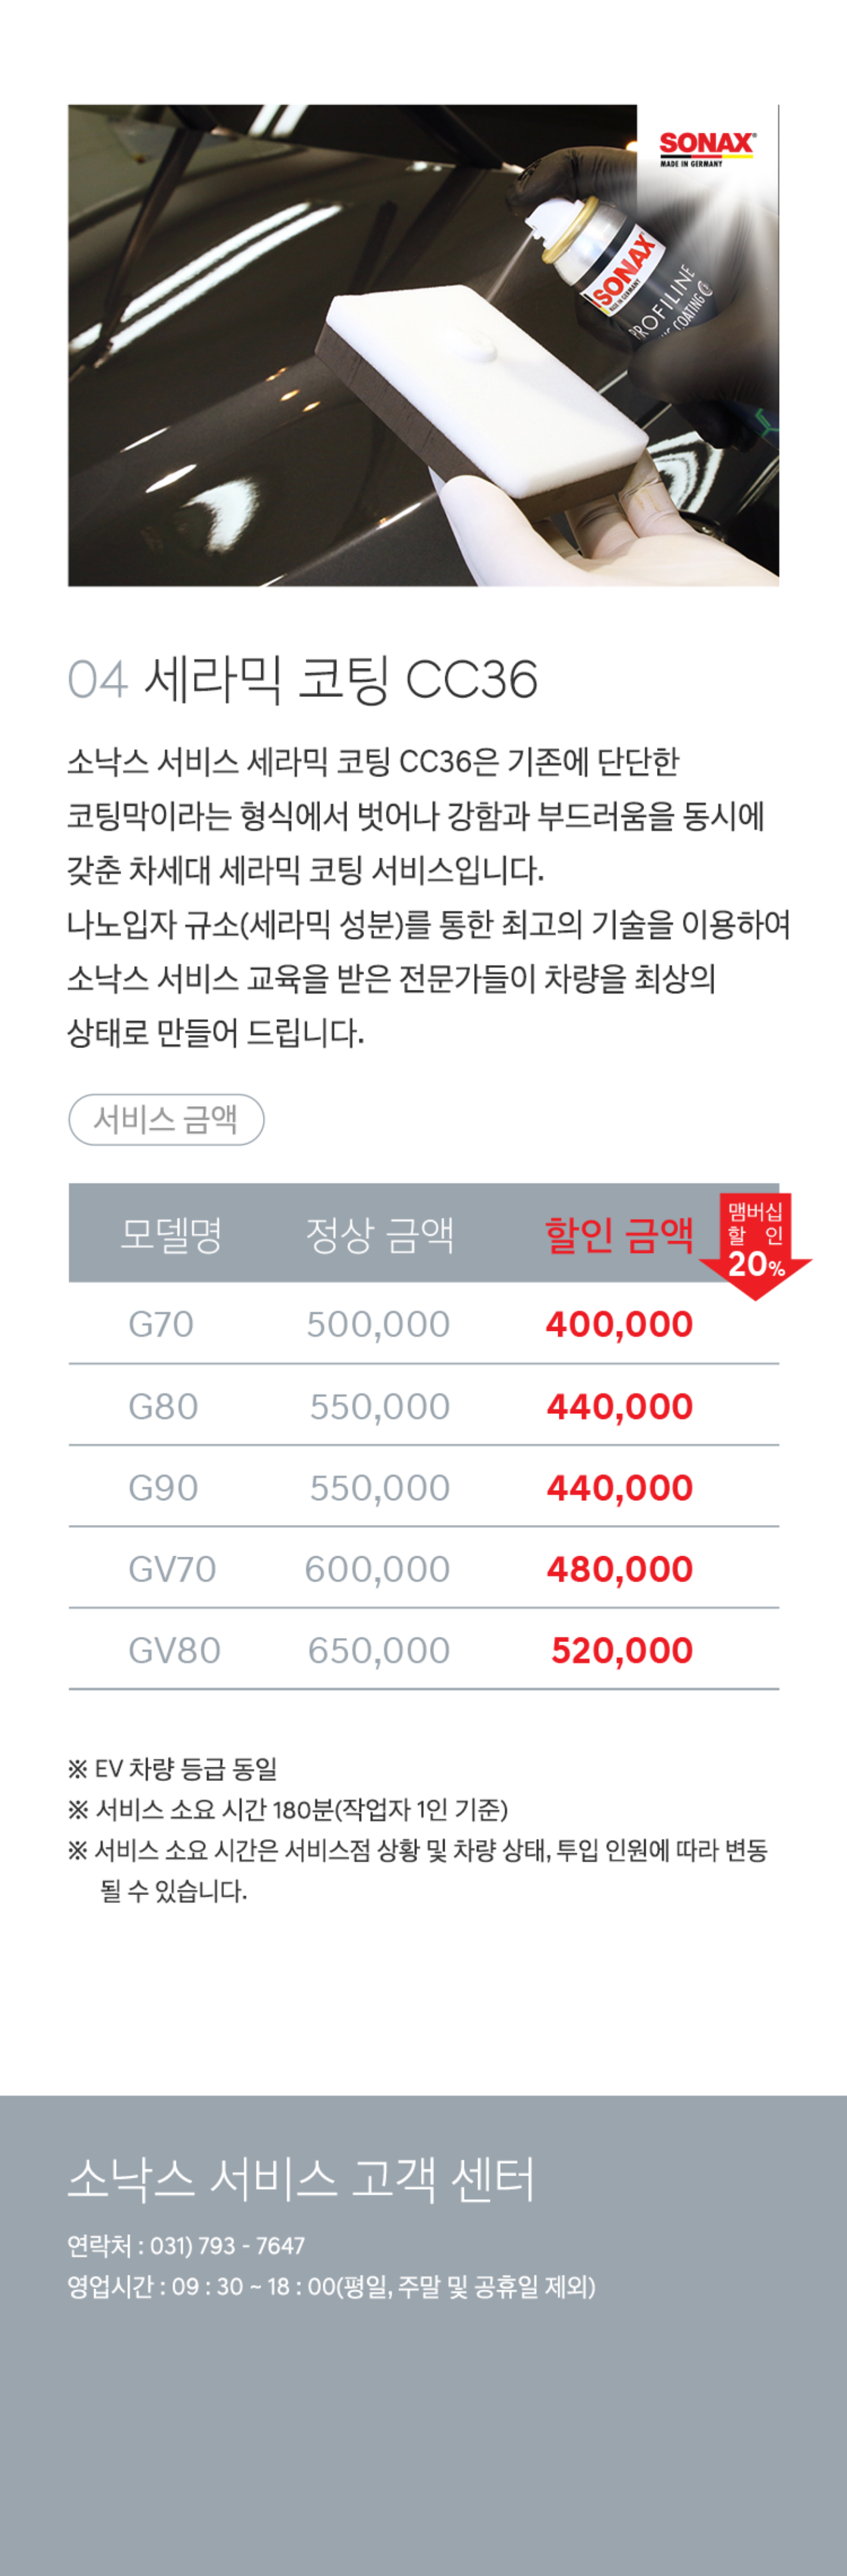 SONAX
MADE IN GERMANY
SONAX
MADE IN GERMANY
PROFILINE
COATING
04 세라믹 코팅 CC36
소낙스 서비스 세라믹 코팅 CC36은 기존에 단단한
코팅막이라는 형식에서 벗어나 강함과 부드러움을 동시에
갖춘 차세대 세라믹 코팅 서비스입니다.
나노입자 규소(세라믹 성분)를 통한 최고의 기술을 이용하여
소낙스 서비스 교육을 받은 전문가들이 차량을 최상의
상태로 만들어 드립니다.
서비스 금액
모델명 정상 금액 할인 금액
맴버십
할 인
20%
G70 500,000 400,000
G80 550,000 440,000
G90 550,000 440,000
GV70 600,000 480,000
GV80 650,000 520,000
※ EV 차량 등급 동일
※ 서비스 소요 시간 180분(작업자 1인 기준)
※ 서비스 소요 시간은 서비스점 상황 및 차량 상태, 투입 인원에 따라 변동
될 수 있습니다.
소낙스 서비스 고객 센터
연락처 : 031) 793 - 7647
영업시간 : 09 : 30 ~ 18 : 00(평일, 주말 및 공휴일 제외)